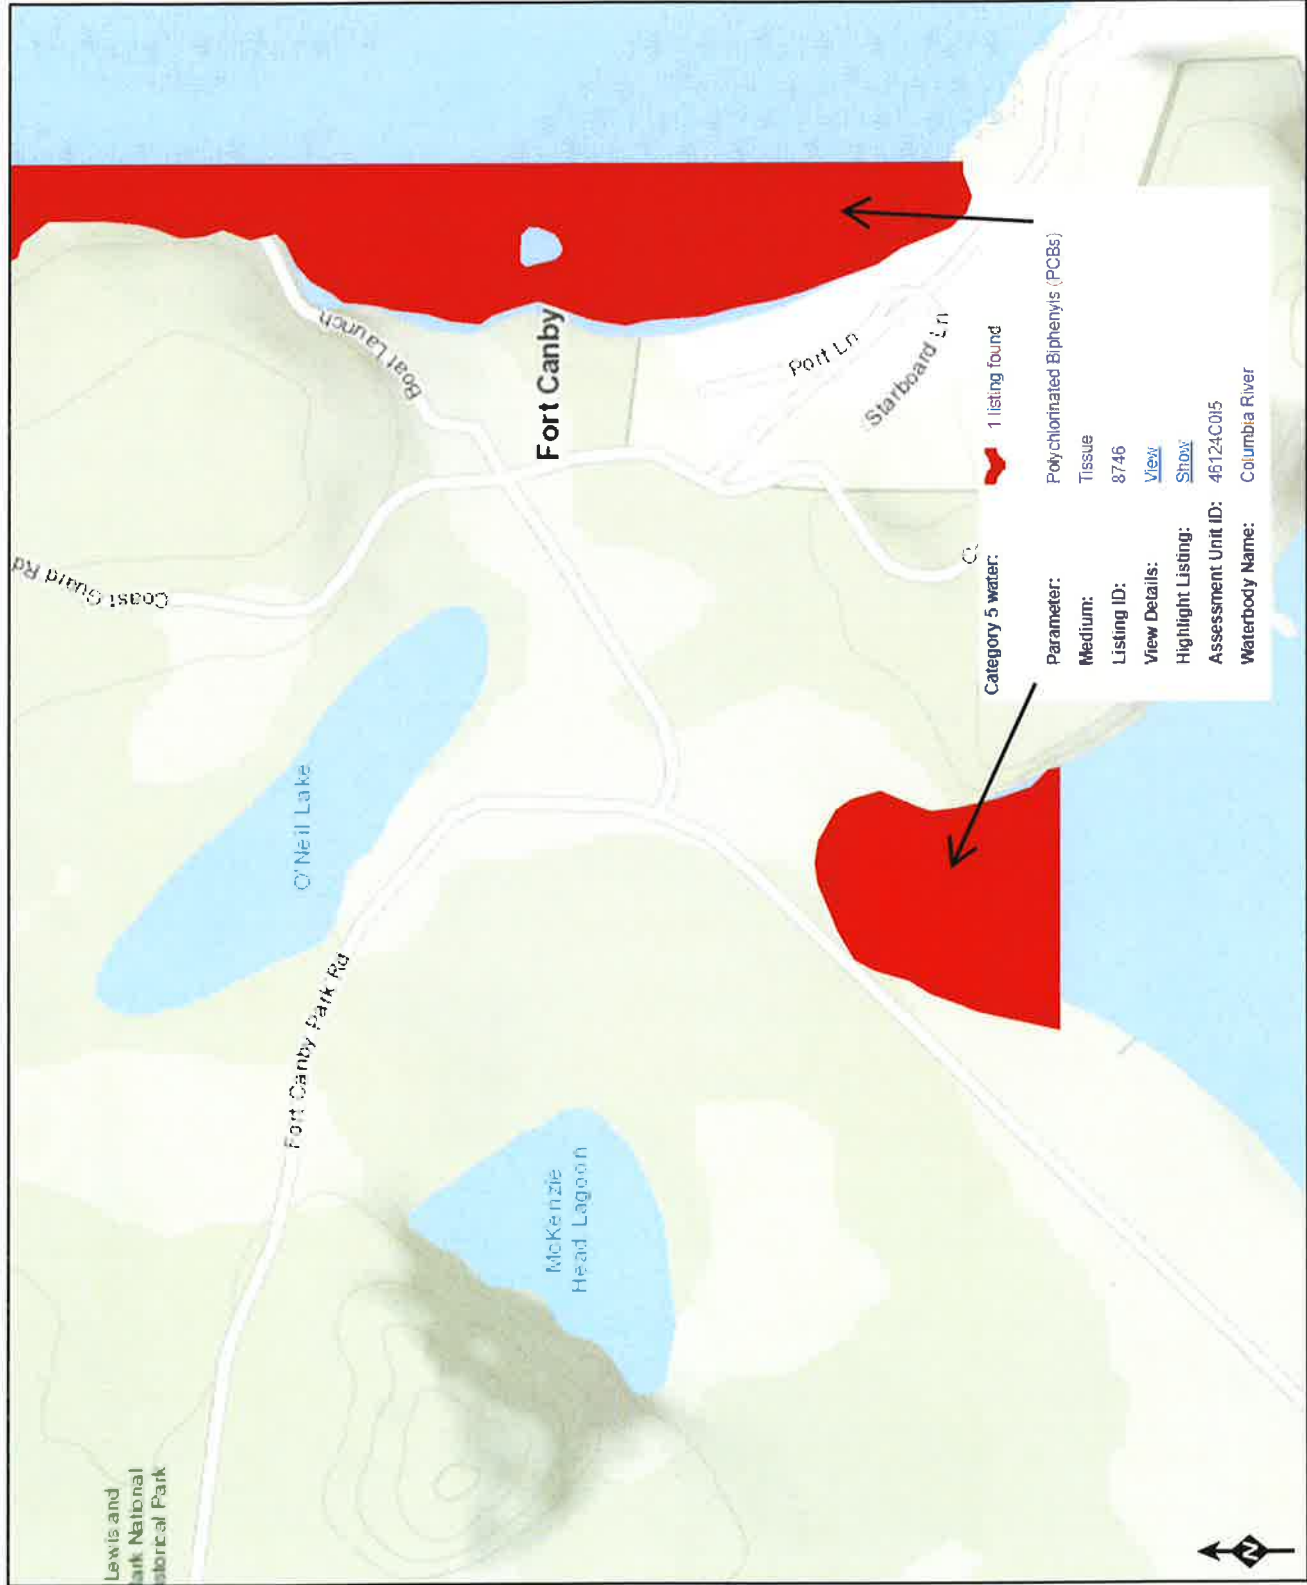 Lewis and
ark National
istorical Park
Fort Canby Park Rd
O'Neil Lake
Coast Guard Rd
Boat Launch
McKenzie
Head Lagoon
Fort Canby
Port Ln
Starboard Ln
C
Category 5 water: 1 listing found
Parameter: Polychlorinated Biphenyls (PCBs)
Medium: Tissue
Listing ID: 8746
View Details: View
Highlight Listing: Show
Assessment Unit ID: 46124C0I5
Waterbody Name: Columbia River
N